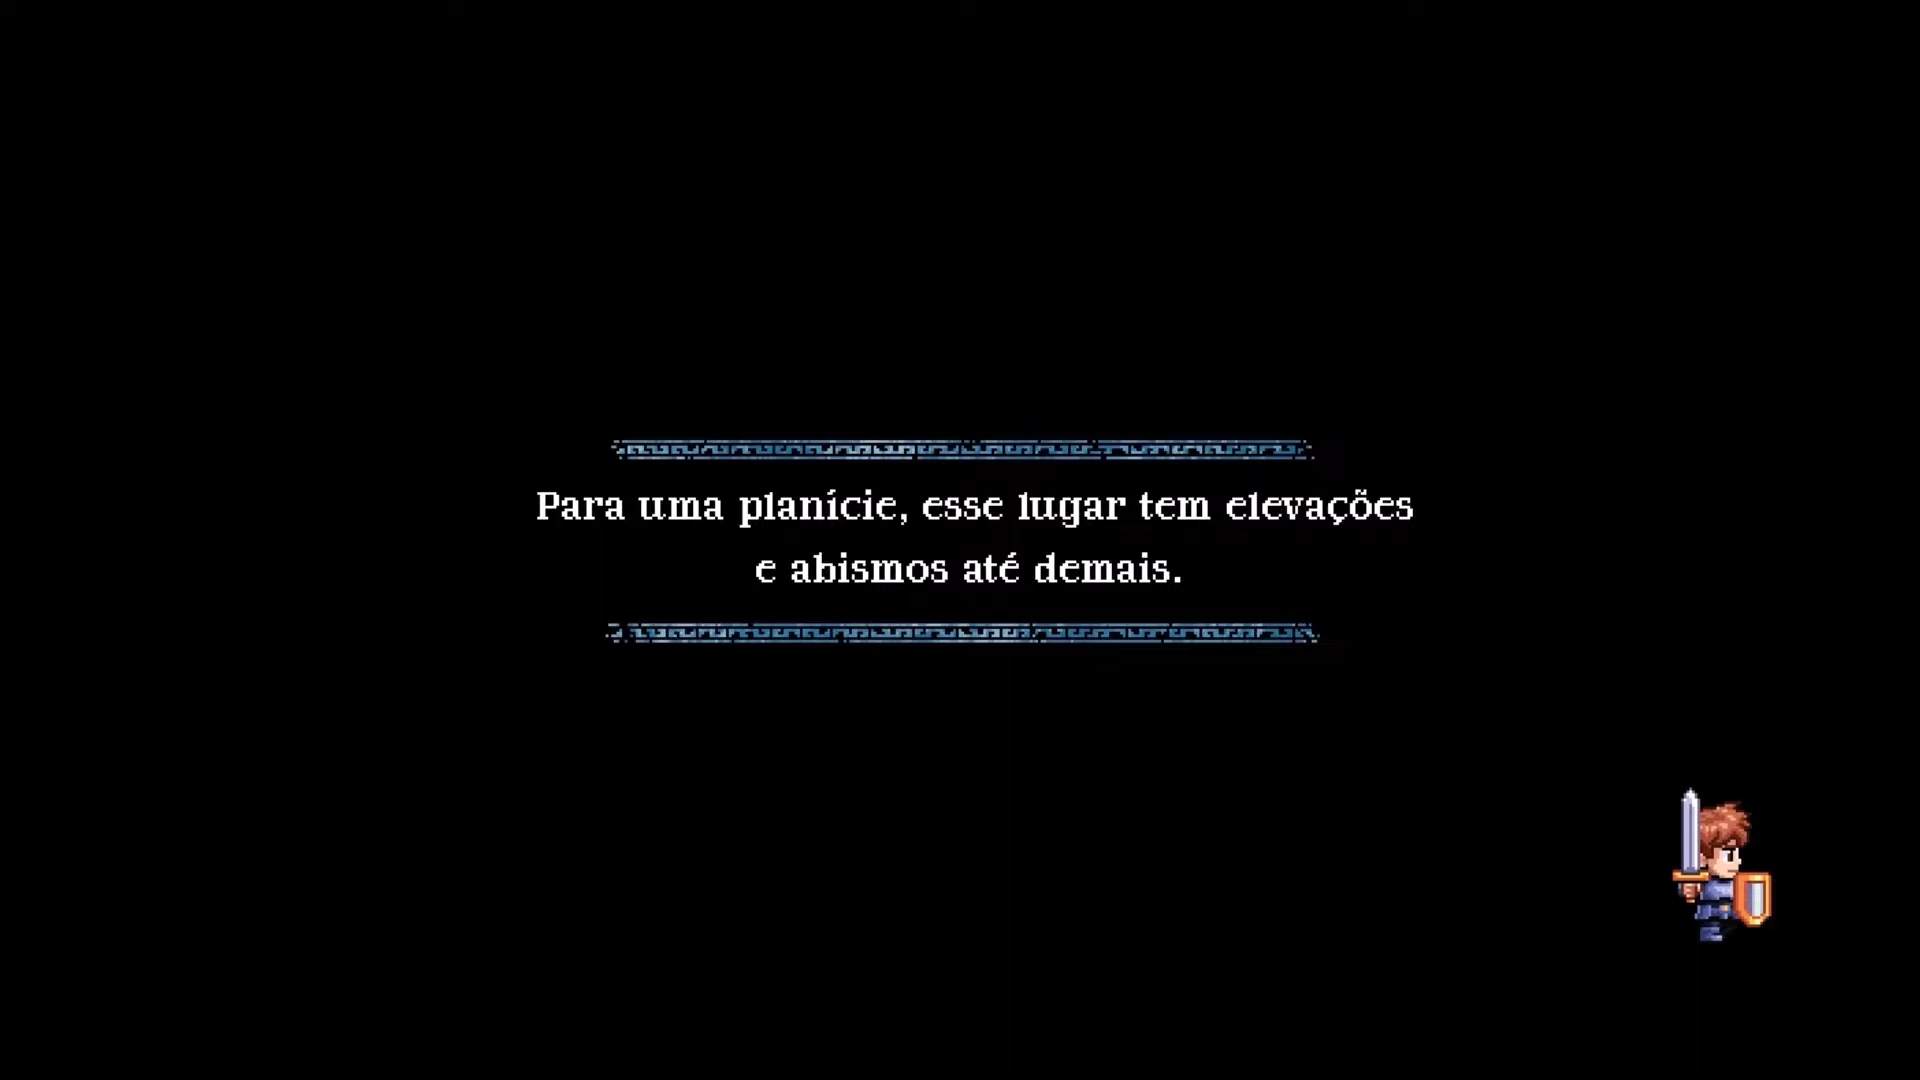 Para uma planície, esse lugar tem elevações
e abismos até demais.